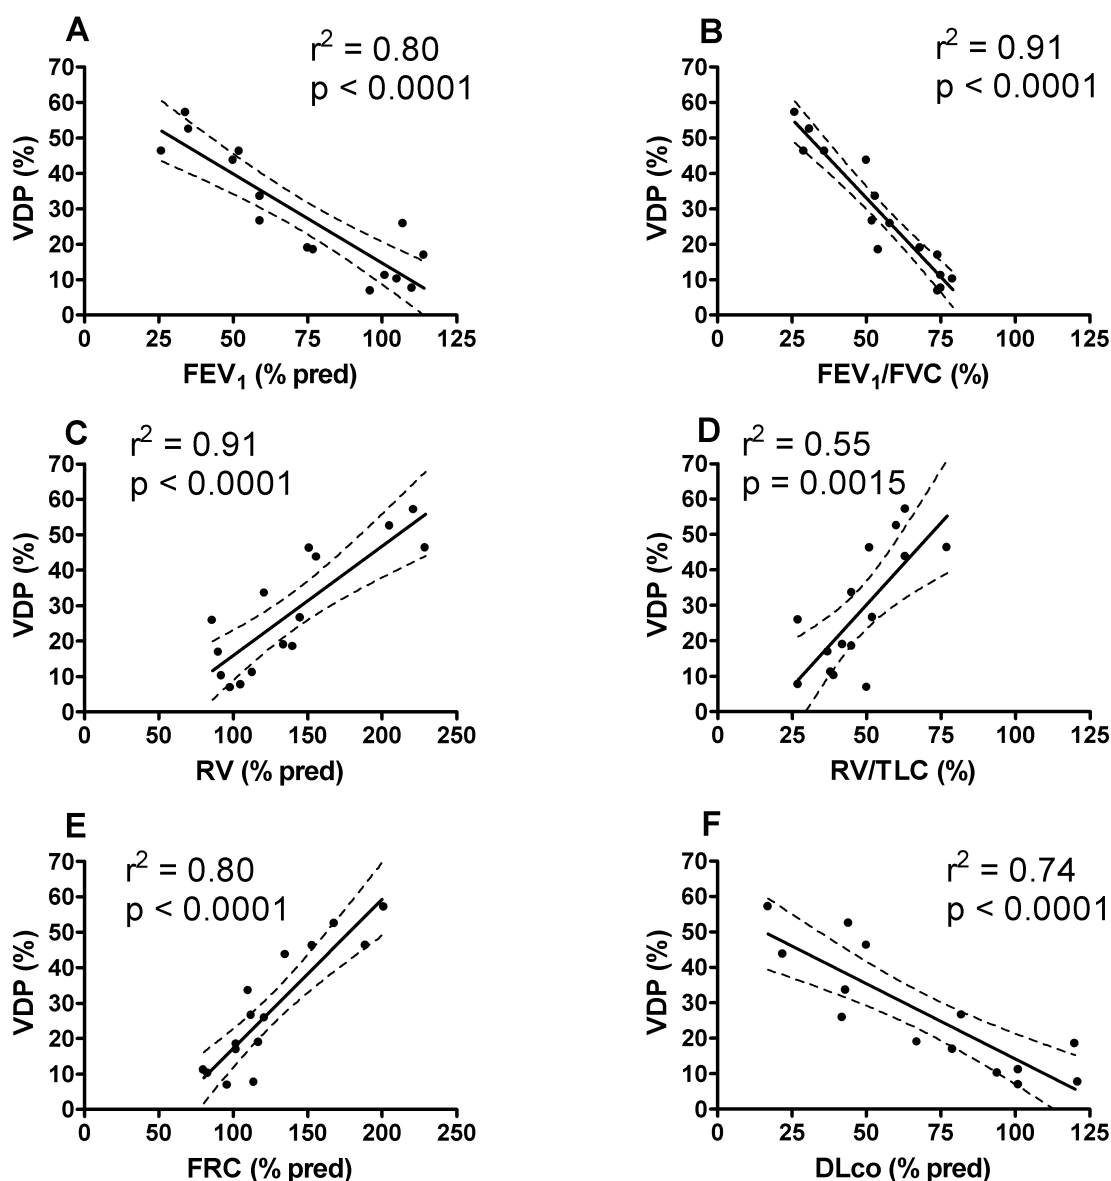 A
r² = 0.80
p < 0.0001
VDP (%)
70
60
50
40
30
20
10
0
0 25 50 75 100 125
FEV₁ (% pred)
B
r² = 0.91
p < 0.0001
VDP (%)
70
60
50
40
30
20
10
0
0 25 50 75 100 125
FEV₁/FVC (%)
C
r² = 0.91
p < 0.0001
VDP (%)
70
60
50
40
30
20
10
0
0 50 100 150 200 250
RV (% pred)
D
r² = 0.55
p = 0.0015
VDP (%)
70
60
50
40
30
20
10
0
0 25 50 75 100 125
RV/TLC (%)
E
r² = 0.80
p < 0.0001
VDP (%)
70
60
50
40
30
20
10
0
0 50 100 150 200 250
FRC (% pred)
F
r² = 0.74
p < 0.0001
VDP (%)
70
60
50
40
30
20
10
0
0 25 50 75 100 125
DLco (% pred)